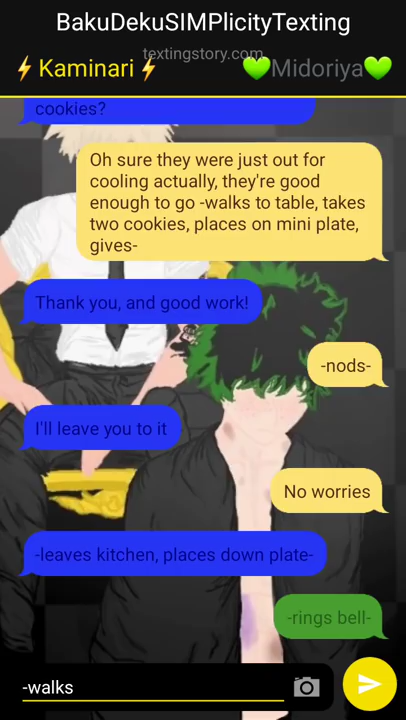 BakuDekuSIMPlicityTexting
textingstory.com
⚡Kaminari⚡ 💚Midoriya💚
cookies?
Oh sure they were just out for
cooling actually, they're good
enough to go -walks to table, takes
two cookies, places on mini plate,
gives-
Thank you, and good work!
-nods-
I'll leave you to it
No worries
-leaves kitchen, places down plate-
-rings bell-
-walks